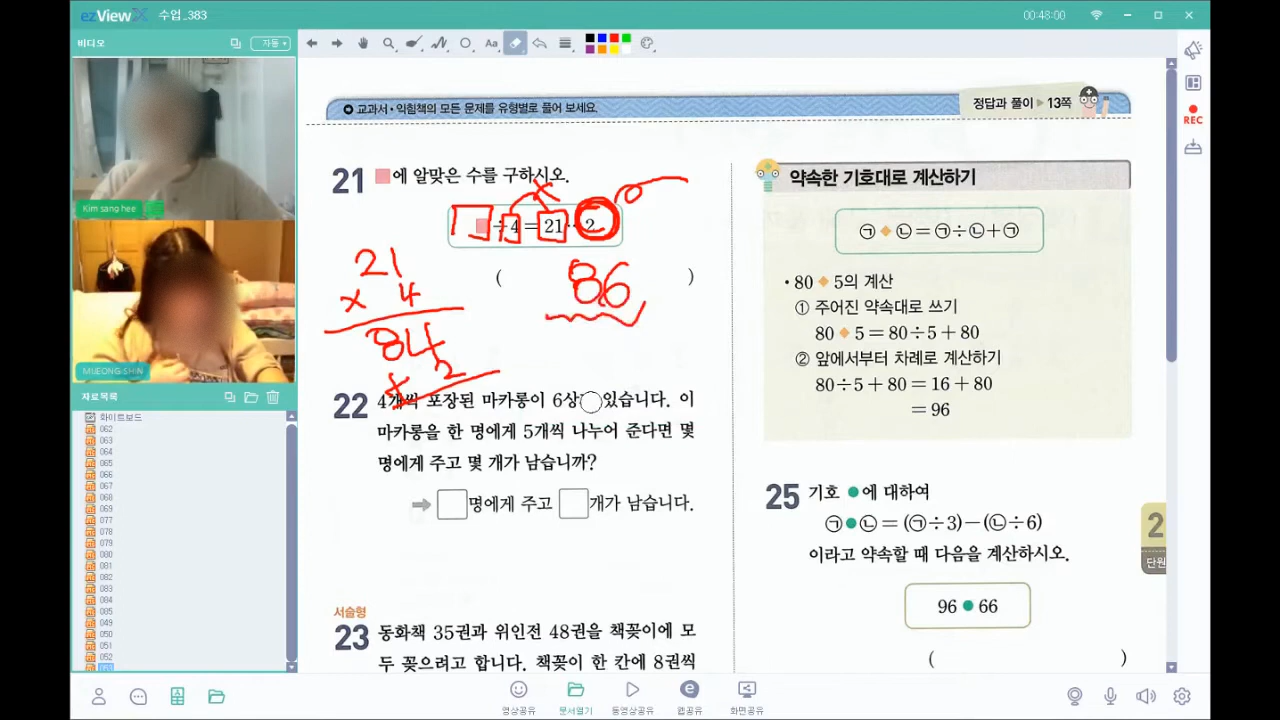 ezViewX 수업_383
00:48:00
비디오
자동
Aa
Kim sang hee
MIJEONG SHIN
자료목록
화이트보드
062
063
064
065
066
067
068
069
077
078
079
080
081
082
083
084
085
049
050
051
052
053
교과서·익힘책의 모든 문제를 유형별로 풀어 보세요.
정답과 풀이 ▶ 13쪽
21 ■에 알맞은 수를 구하시오.
■÷4=21…2
( 86 )
21
× 4
84
+ 2
22 4개씩 포장된 마카롱이 6상자 있습니다. 이
마카롱을 한 명에게 5개씩 나누어 준다면 몇
명에게 주고 몇 개가 남습니까?
➡ □명에게 주고 □개가 남습니다.
서술형
23 동화책 35권과 위인전 48권을 책꽂이에 모
두 꽂으려고 합니다. 책꽂이 한 칸에 8권씩
약속한 기호대로 계산하기
㉠◆㉡=㉠÷㉡+㉠
• 80◆5의 계산
① 주어진 약속대로 쓰기
80◆5=80÷5+80
② 앞에서부터 차례로 계산하기
80÷5+80=16+80
=96
25 기호 ●에 대하여
㉠●㉡=(㉠÷3)-(㉡÷6)
이라고 약속할 때 다음을 계산하시오.
96●66
( )
2
단원
REC
영상공유
문서열기
동영상공유
웹공유
화면공유